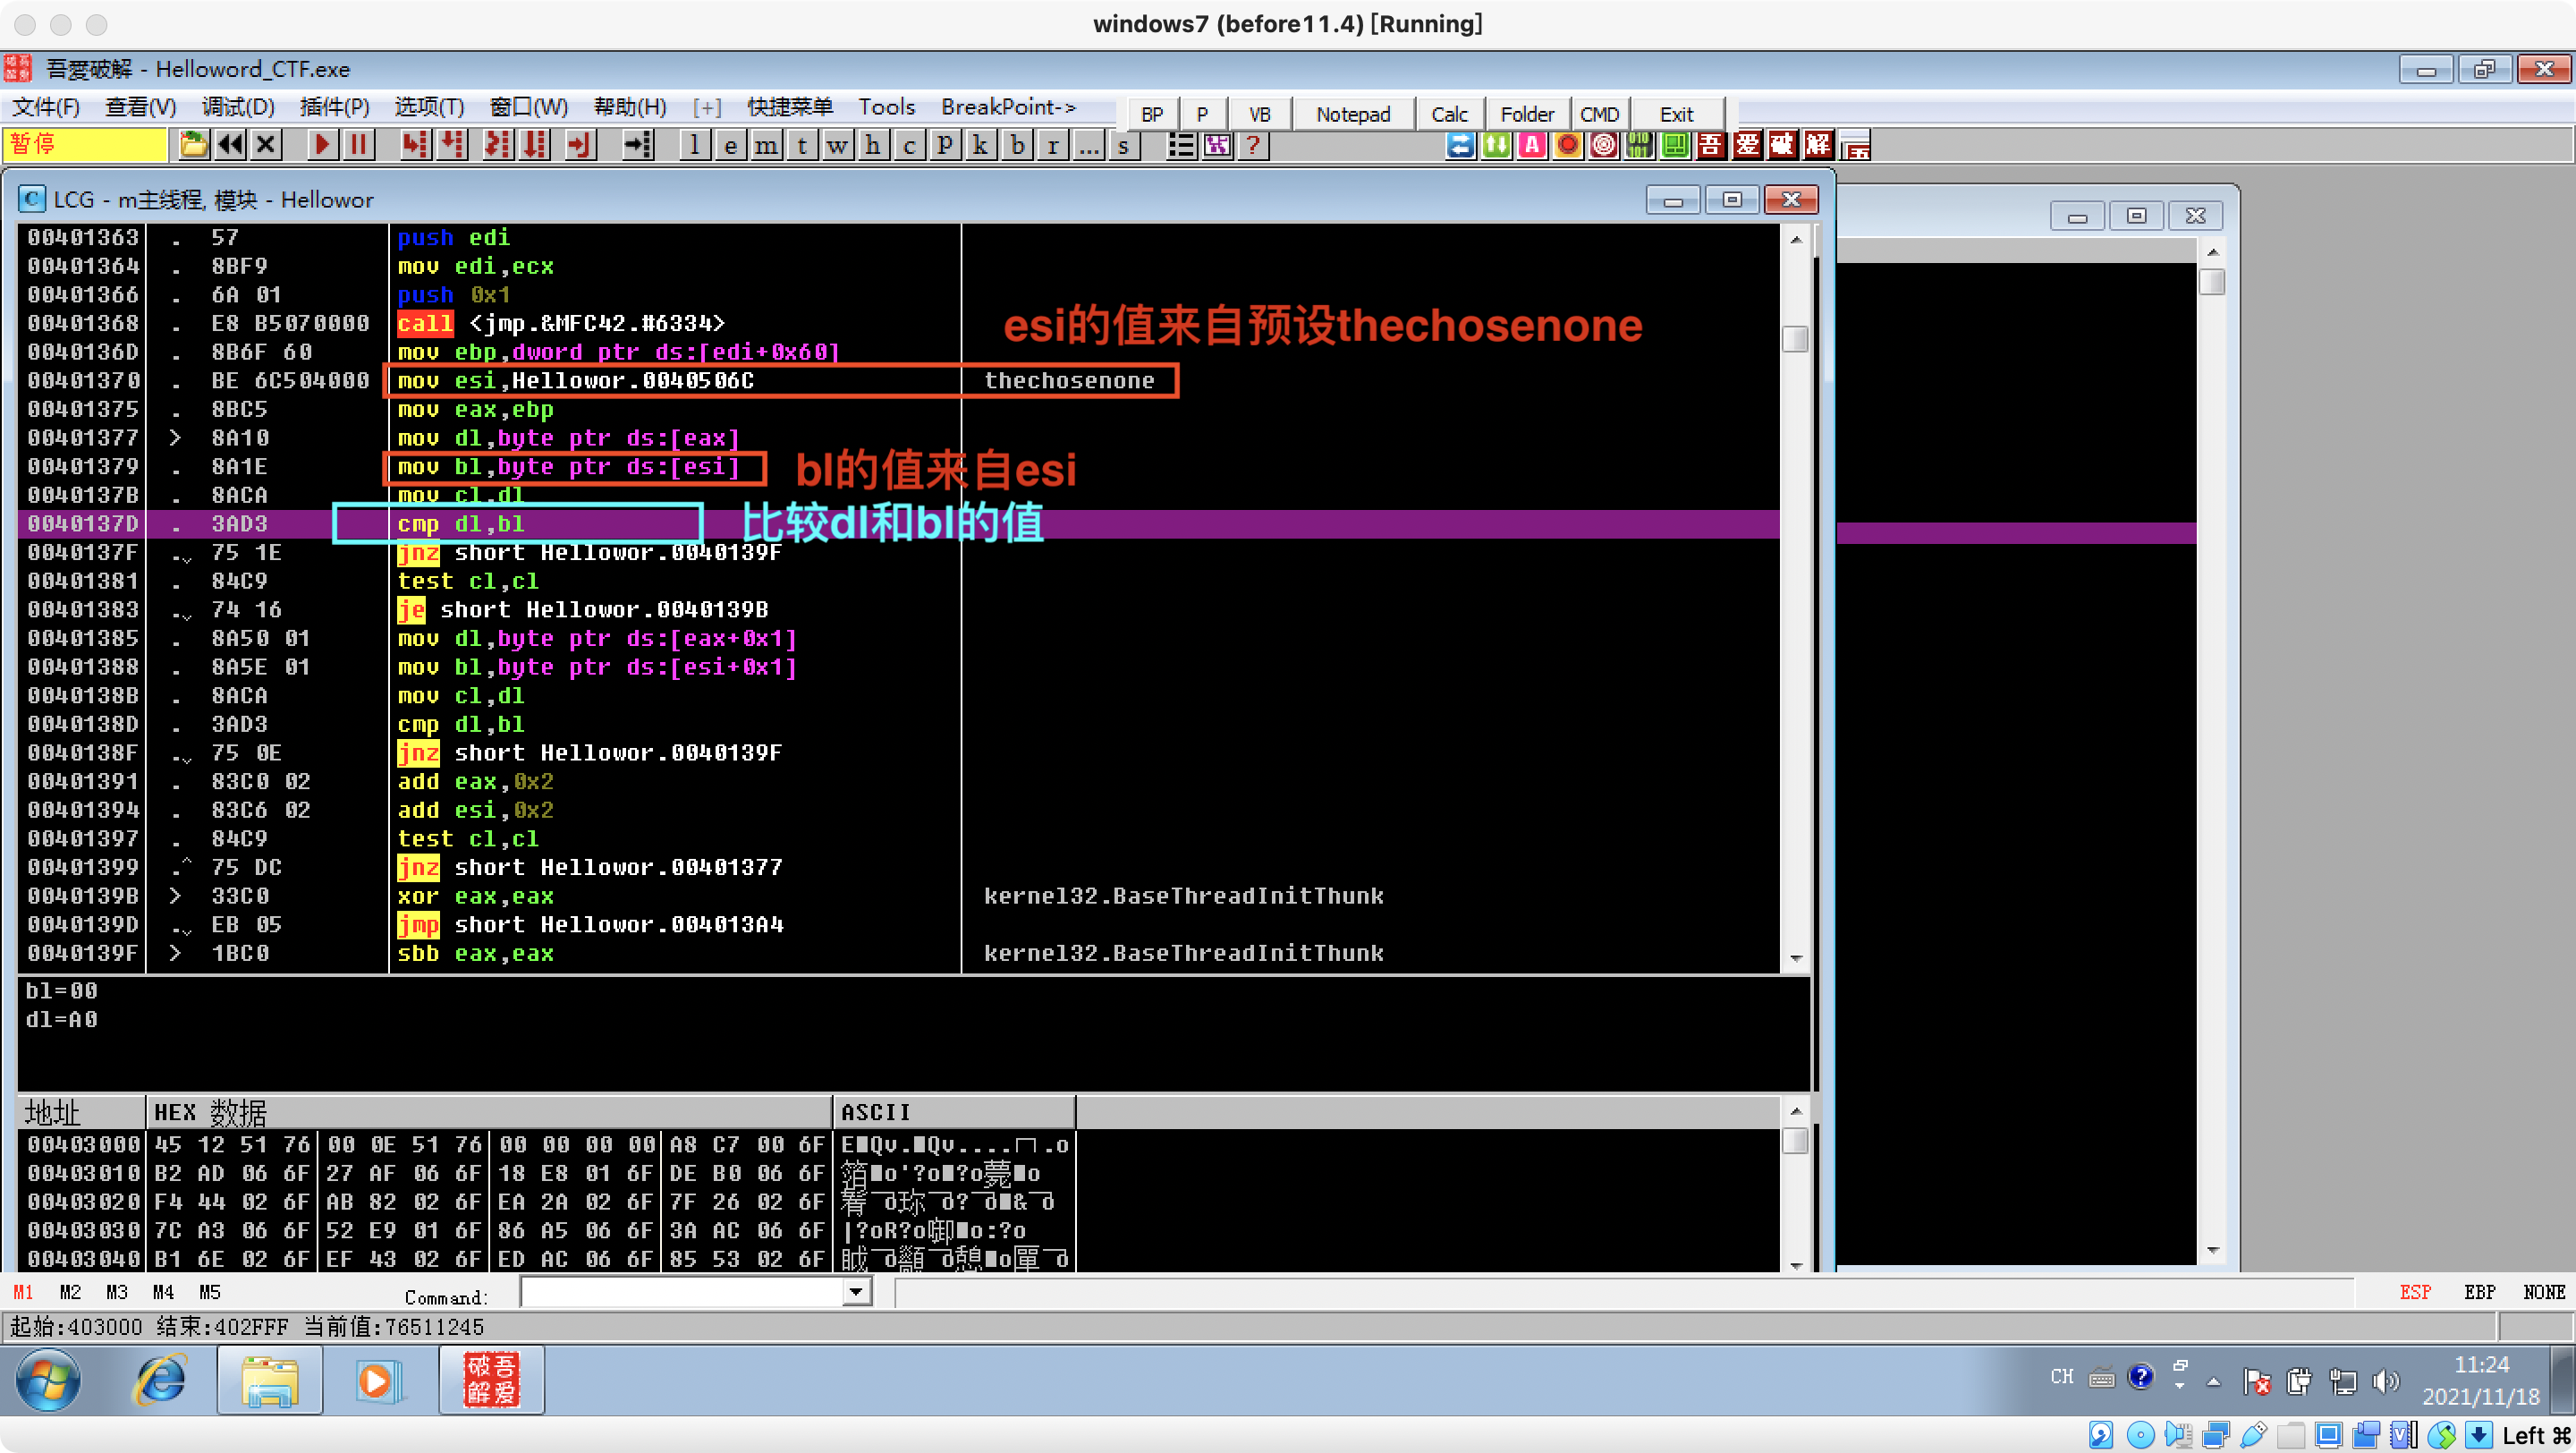 windows7 (before11.4) [Running]
吾愛破解 - Helloword_CTF.exe
文件(F) 查看(V) 调试(D) 插件(P) 选项(T) 窗口(W) 帮助(H) [+] 快捷菜单 Tools BreakPoint->
BP P VB Notepad Calc Folder CMD Exit
暂停
l e m t w h c P k b r ... s ?
LCG - m主线程, 模块 - Hellowor
00401363 . 57 push edi
00401364 . 8BF9 mov edi,ecx
00401366 . 6A 01 push 0x1
00401368 . E8 B5070000 call <jmp.&MFC42.#6334>
esi的值来自预设thechosenone
0040136D . 8B6F 60 mov ebp,dword ptr ds:[edi+0x60]
00401370 . BE 6C504000 mov esi,Hellowor.0040506C thechosenone
00401375 . 8BC5 mov eax,ebp
00401377 > 8A10 mov dl,byte ptr ds:[eax]
00401379 . 8A1E mov bl,byte ptr ds:[esi]
bl的值来自esi
0040137B . 8ACA mov cl,dl
0040137D . 3AD3 cmp dl,bl
比较dl和bl的值
0040137F . 75 1E jnz short Hellowor.0040139F
00401381 . 84C9 test cl,cl
00401383 . 74 16 je short Hellowor.0040139B
00401385 . 8A50 01 mov dl,byte ptr ds:[eax+0x1]
00401388 . 8A5E 01 mov bl,byte ptr ds:[esi+0x1]
0040138B . 8ACA mov cl,dl
0040138D . 3AD3 cmp dl,bl
0040138F . 75 0E jnz short Hellowor.0040139F
00401391 . 83C0 02 add eax,0x2
00401394 . 83C6 02 add esi,0x2
00401397 . 84C9 test cl,cl
00401399 .^ 75 DC jnz short Hellowor.00401377
0040139B > 33C0 xor eax,eax kernel32.BaseThreadInitThunk
0040139D . EB 05 jmp short Hellowor.004013A4
0040139F > 1BC0 sbb eax,eax kernel32.BaseThreadInitThunk
bl=00
dl=A0
地址 HEX 数据 ASCII
00403000 45 12 51 76 00 0E 51 76 00 00 00 00 A8 C7 00 6F
00403010 B2 AD 06 6F 27 AF 06 6F 18 E8 01 6F DE B0 06 6F
00403020 F4 44 02 6F AB 82 02 6F EA 2A 02 6F 7F 26 02 6F
00403030 7C A3 06 6F 52 E9 01 6F 86 A5 06 6F 3A AC 06 6F
00403040 B1 6E 02 6F EF 43 02 6F ED AC 06 6F 85 53 02 6F
M1 M2 M3 M4 M5 Command: ESP EBP NONE
起始:403000 结束:402FFF 当前值:76511245
破吾解爱
CH
11:24
2021/11/18
Left ⌘